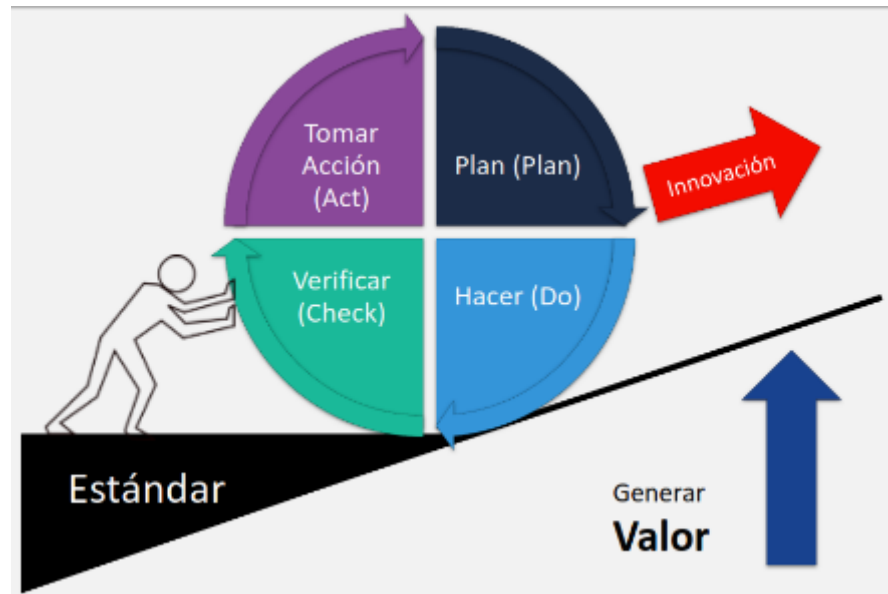 Tomar
Acción
(Act)
Plan (Plan)
Innovación
Verificar
(Check)
Hacer (Do)
Estándar
Generar
Valor